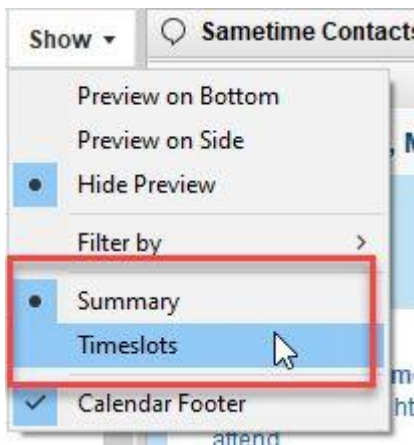 Show
Sametime Contacts
Preview on Bottom
Preview on Side
Hide Preview
Filter by
Summary
Timeslots
Calendar Footer
attend